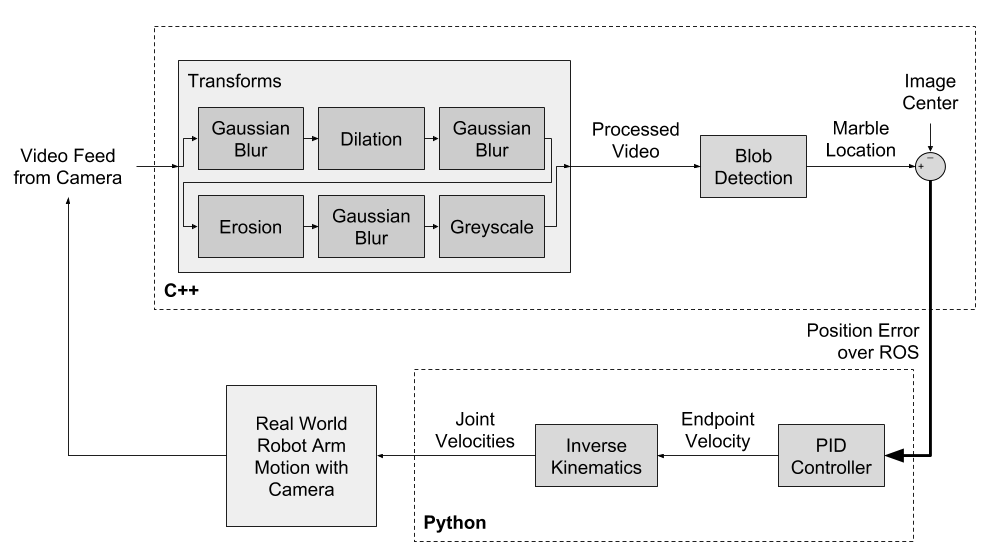 Transforms
Gaussian
Blur
Dilation
Gaussian
Blur
Erosion
Gaussian
Blur
Greyscale
C++
Video Feed
from Camera
Processed
Video
Blob
Detection
Marble
Location
Image
Center
+
−
Position Error
over ROS
PID
Controller
Endpoint
Velocity
Inverse
Kinematics
Joint
Velocities
Python
Real World
Robot Arm
Motion with
Camera